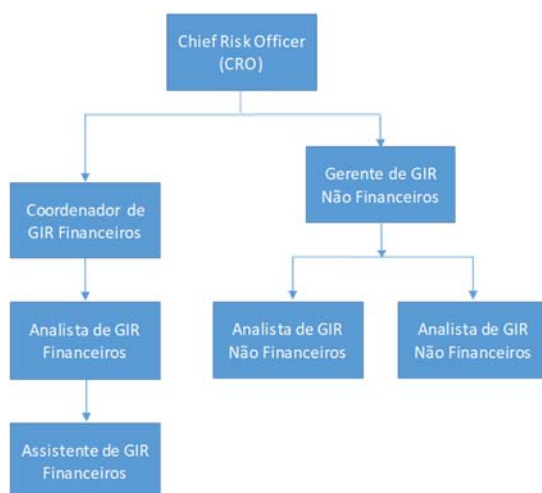 Chief Risk Officer
(CRO)
Gerente de GIR
Não Financeiros
Coordenador de
GIR Financeiros
Analista de GIR
Financeiros
Analista de GIR
Não Financeiros
Analista de GIR
Não Financeiros
Assistente de GIR
Financeiros